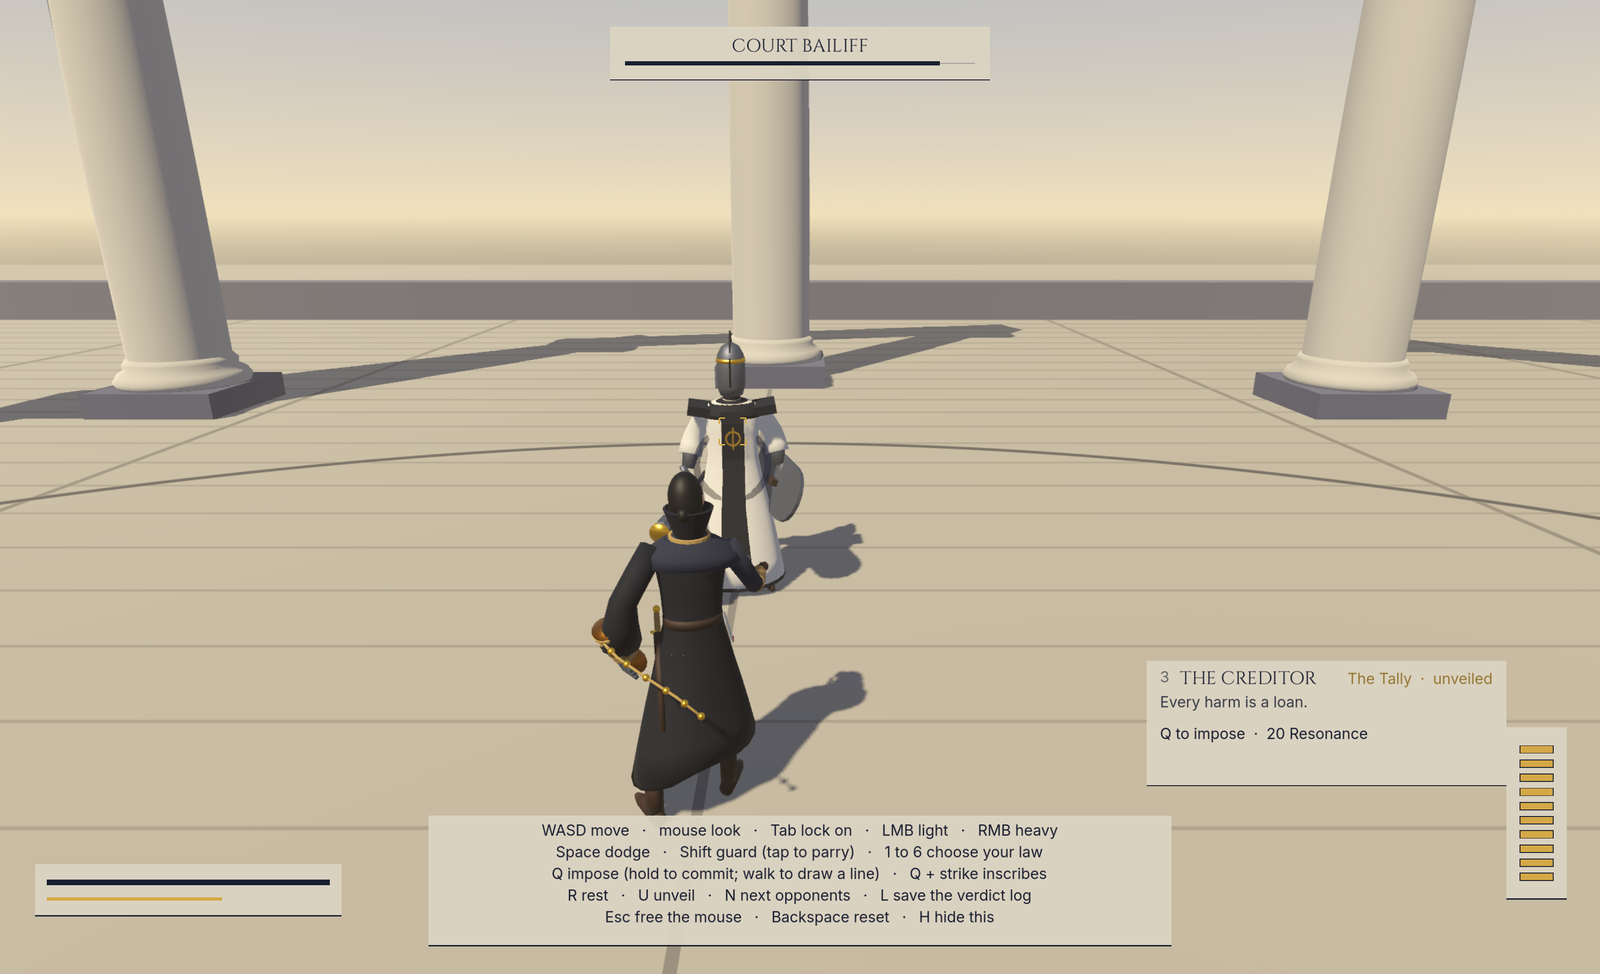 COURT BAILIFF
3 THE CREDITOR The Tally · unveiled
Every harm is a loan.
Q to impose · 20 Resonance
WASD move · mouse look · Tab lock on · LMB light · RMB heavy
Space dodge · Shift guard (tap to parry) · 1 to 6 choose your law
Q impose (hold to commit; walk to draw a line) · Q + strike inscribes
R rest · U unveil · N next opponents · L save the verdict log
Esc free the mouse · Backspace reset · H hide this